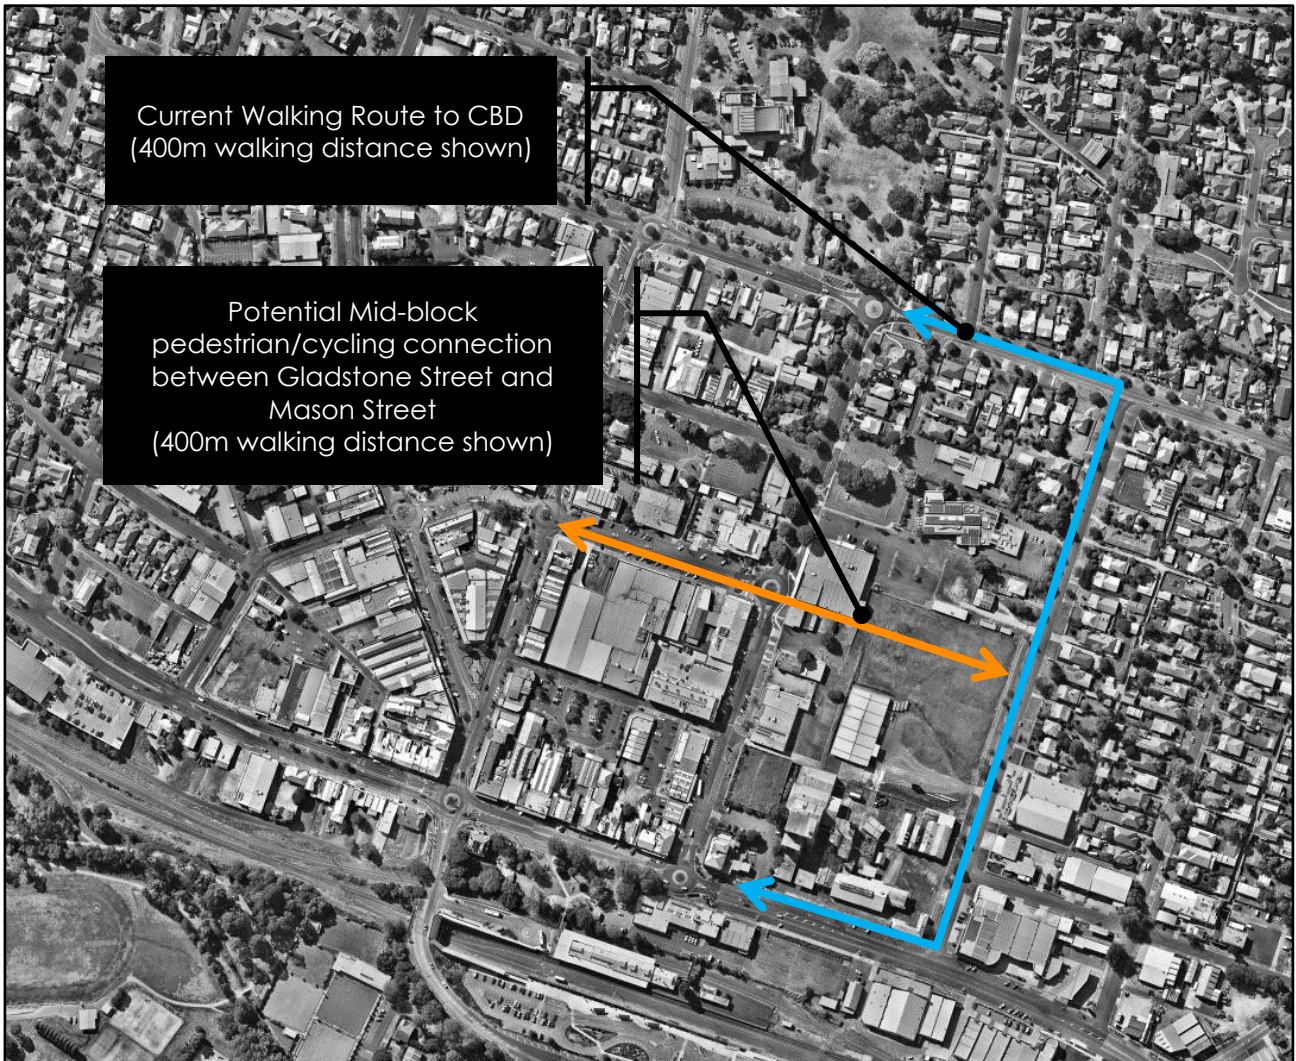 Current Walking Route to CBD
(400m walking distance shown)
Potential Mid-block
pedestrian/cycling connection
between Gladstone Street and
Mason Street
(400m walking distance shown)